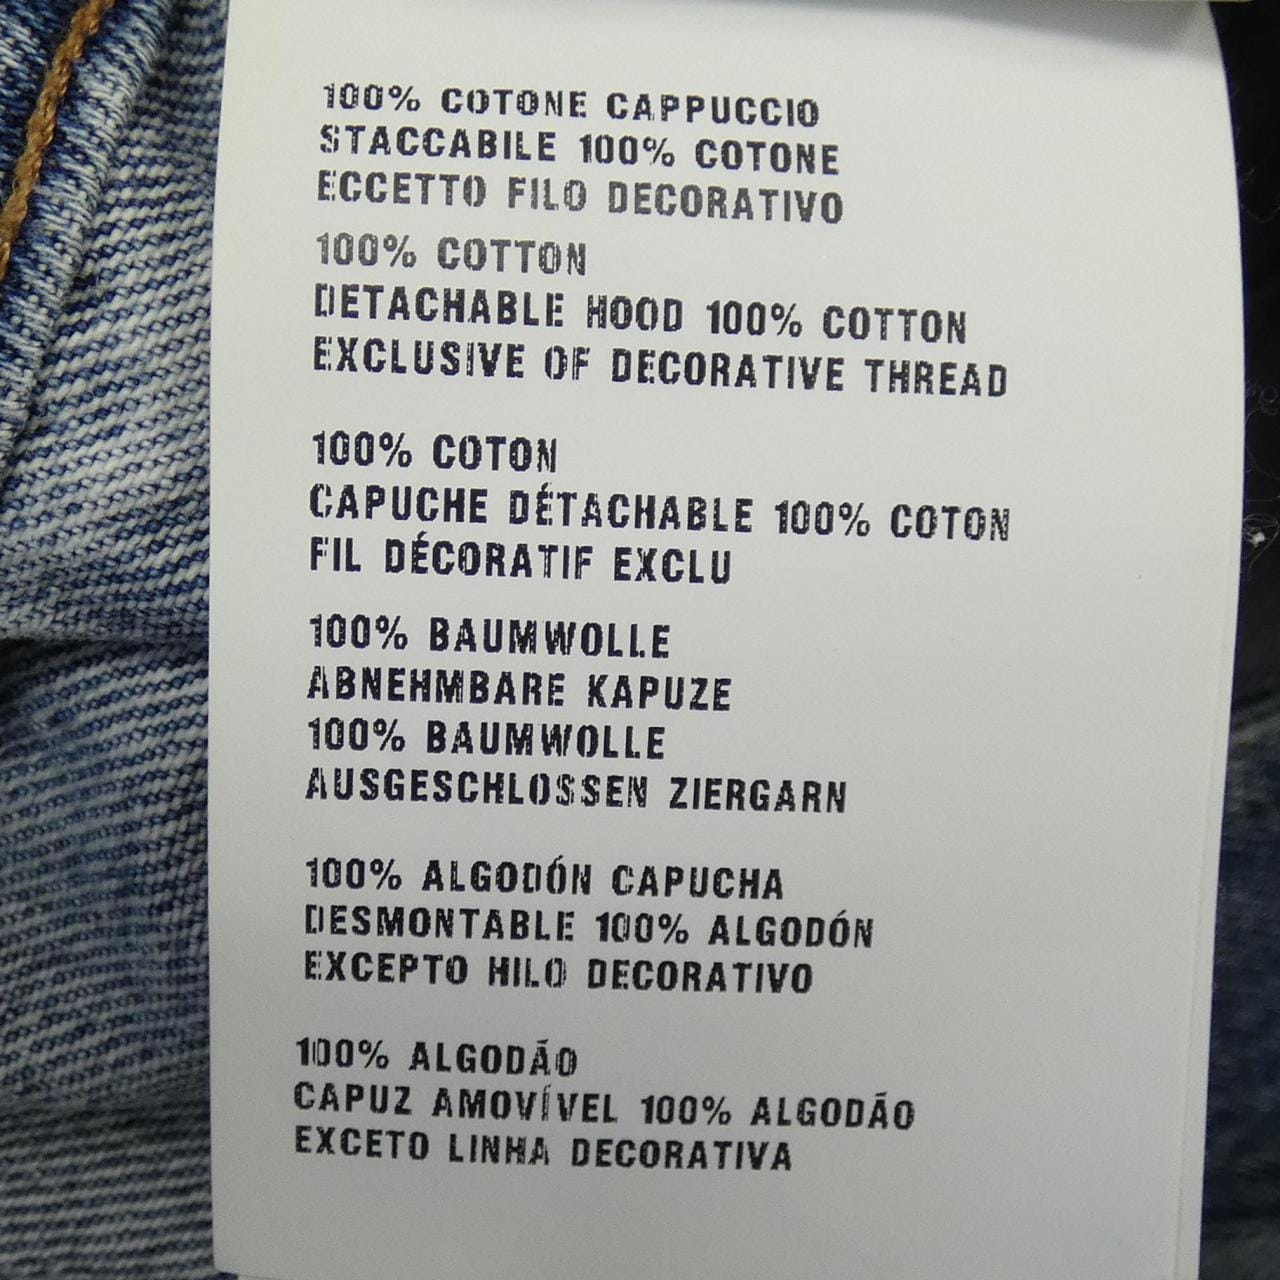 100% COTONE CAPPUCCIO
STACCABILE 100% COTONE
ECCETTO FILO DECORATIVO
100% COTTON
DETACHABLE HOOD 100% COTTON
EXCLUSIVE OF DECORATIVE THREAD
100% COTON
CAPUCHE DÉTACHABLE 100% COTON
FIL DÉCORATIF EXCLU
100% BAUMWOLLE
ABNEHMBARE KAPUZE
100% BAUMWOLLE
AUSGESCHLOSSEN ZIERGARN
100% ALGODÓN CAPUCHA
DESMONTABLE 100% ALGODÓN
EXCEPTO HILO DECORATIVO
100% ALGODÃO
CAPUZ AMOVÍVEL 100% ALGODÃO
EXCETO LINHA DECORATIVA